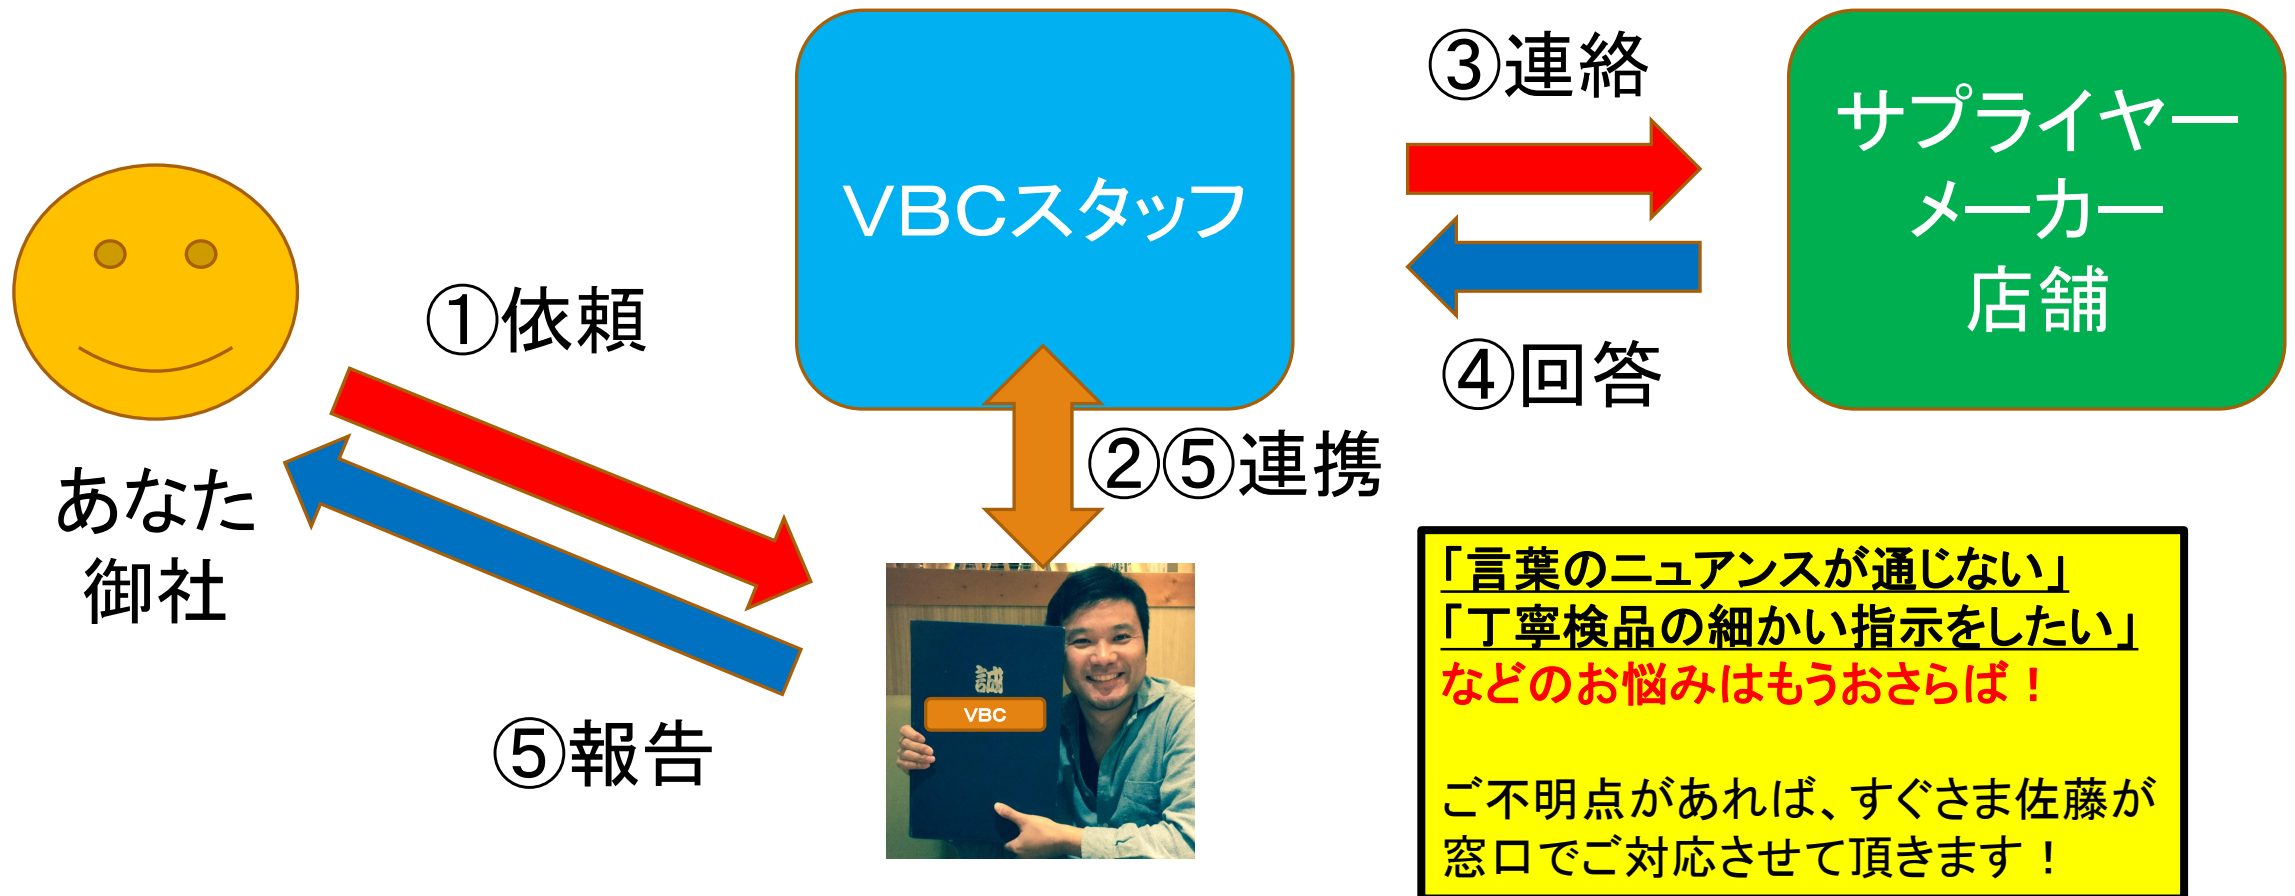 VBCスタッフ
③連絡
サプライヤー
メーカー
店舗
①依頼
④回答
②⑤連携
あなた
御社
誠
VBC
⑤報告
「言葉のニュアンスが通じない」
「丁寧検品の細かい指示をしたい」
などのお悩みはもうおさらば！
ご不明点があれば、すぐさま佐藤が
窓口でご対応させて頂きます！